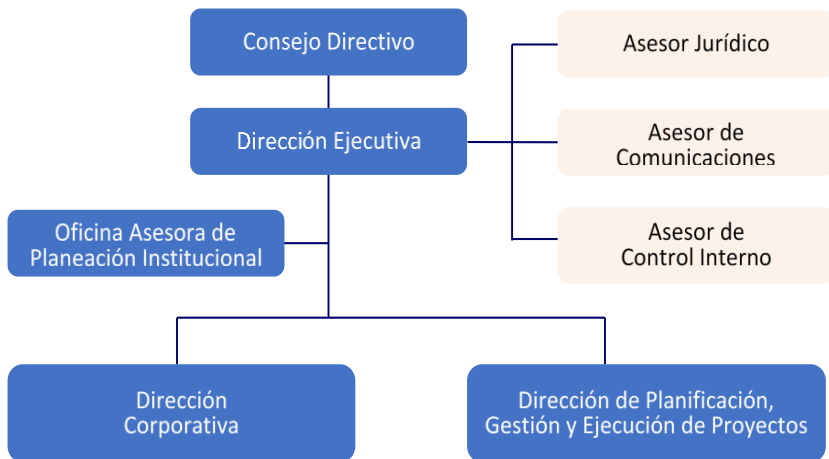 Consejo Directivo
Asesor Jurídico
Dirección Ejecutiva
Asesor de
Comunicaciones
Oficina Asesora de
Planeación Institucional
Asesor de
Control Interno
Dirección
Corporativa
Dirección de Planificación,
Gestión y Ejecución de Proyectos